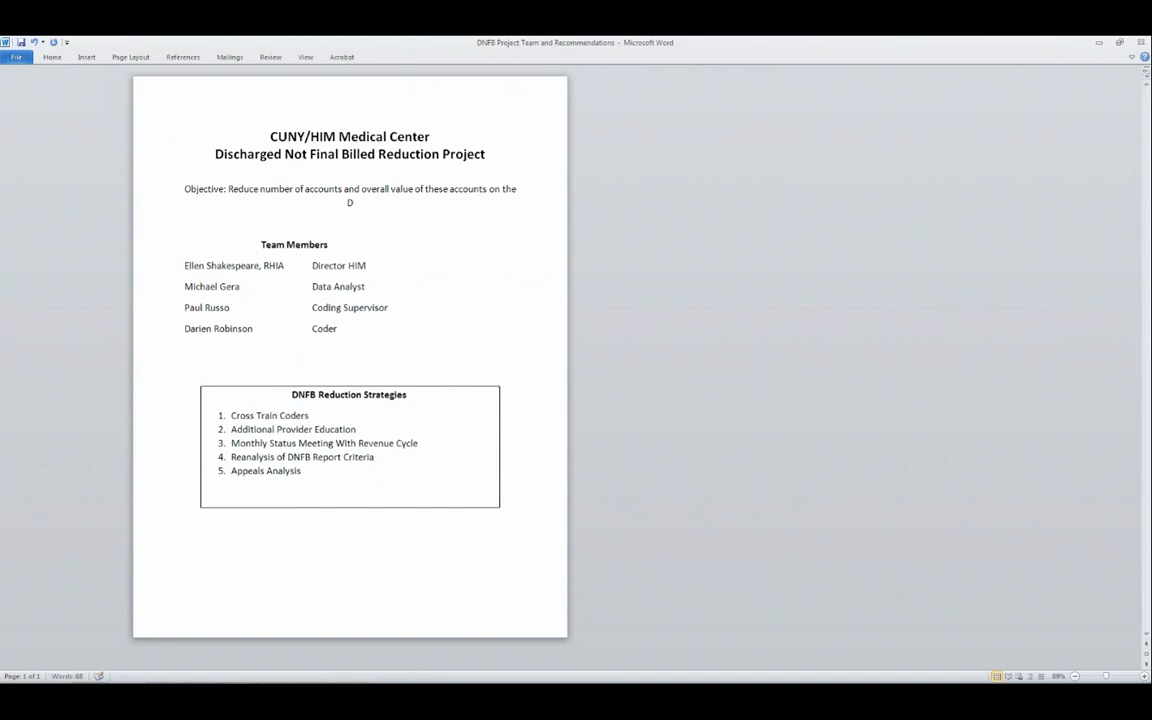 DNFB Project Team and Recommendations - Microsoft Word
File Home Insert Page Layout References Mailings Review View Acrobat
CUNY/HIM Medical Center
Discharged Not Final Billed Reduction Project
Objective: Reduce number of accounts and overall value of these accounts on the
D
Team Members
Ellen Shakespeare, RHIA Director HIM
Michael Gera Data Analyst
Paul Russo Coding Supervisor
Darien Robinson Coder
DNFB Reduction Strategies
1. Cross Train Coders
2. Additional Provider Education
3. Monthly Status Meeting With Revenue Cycle
4. Reanalysis of DNFB Report Criteria
5. Appeals Analysis
Page: 1 of 1 Words: 68 89%